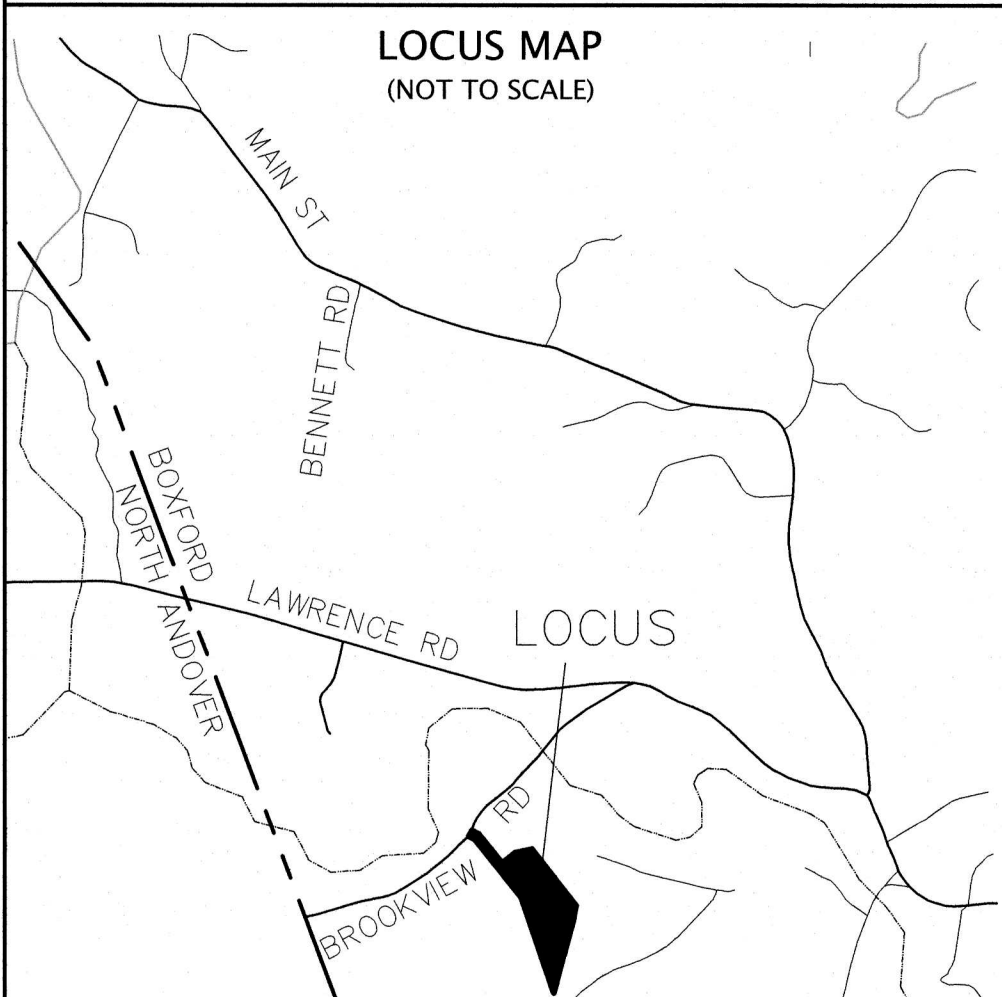 LOCUS MAP
(NOT TO SCALE)
MAIN ST
BENNETT RD
BOXFORD
NORTH ANDOVER
LAWRENCE RD
LOCUS
BROOKVIEW RD